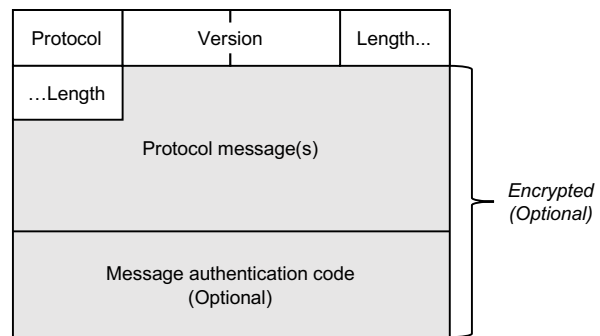 Protocol
Version
Length...
…Length
Protocol message(s)
Encrypted
(Optional)
Message authentication code
(Optional)